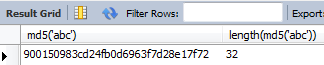 Result Grid Filter Rows: Export:
md5('abc') length(md5('abc'))
900150983cd24fb0d6963f7d28e17f72 32